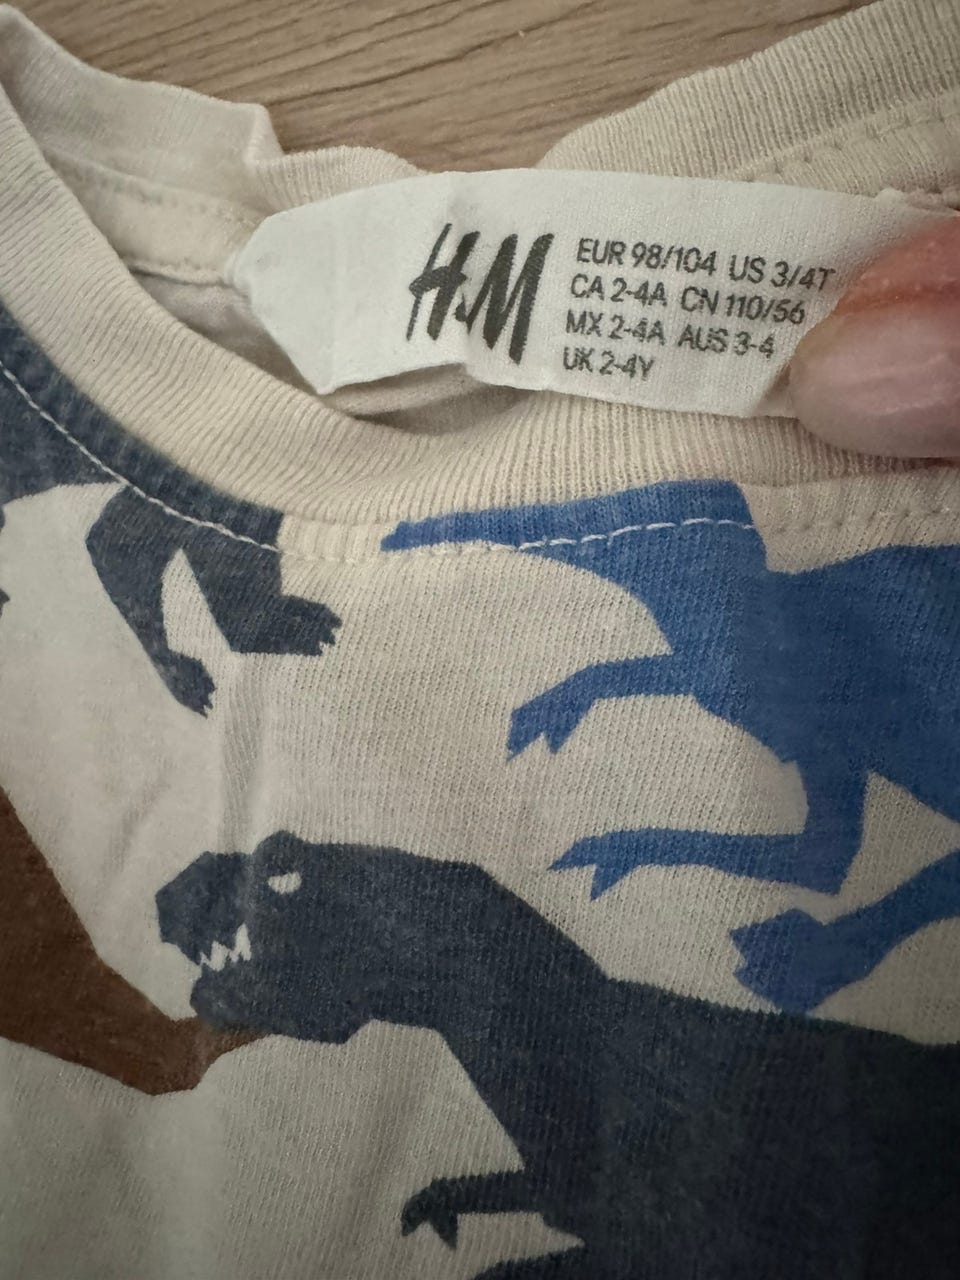 H&M
EUR 98/104 US 3/4T
CA 2-4A CN 110/56
MX 2-4A AUS 3-4
UK 2-4Y